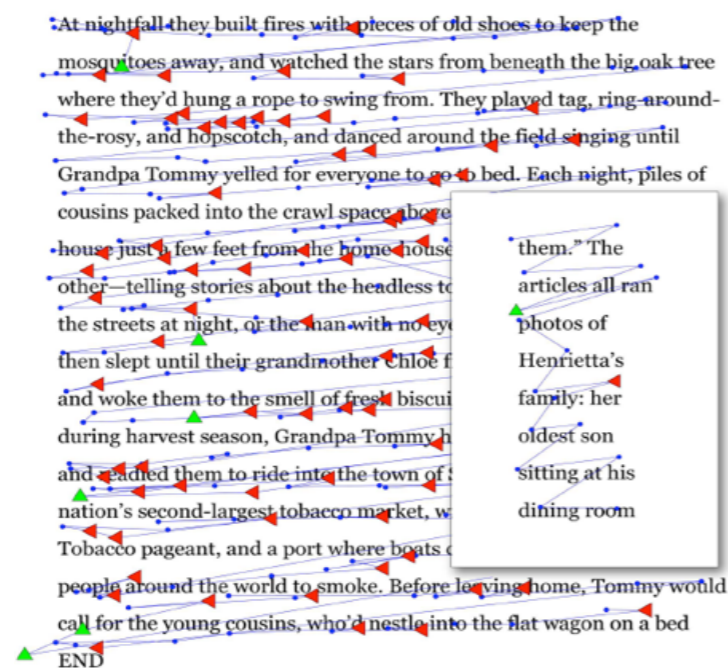 At nightfall they built fires with pieces of old shoes to keep the
mosquitoes away, and watched the stars from beneath the big oak tree
where they'd hung a rope to swing from. They played tag, ring-around-
the-rosy, and hopscotch, and danced around the field singing until
Grandpa Tommy yelled for everyone to go to bed. Each night, piles of
cousins packed into the crawl space above
house just a few feet from the home-house
other—telling stories about the headless
the streets at night, or the man with no
then slept until their grandmother Chloe
and woke them to the smell of fresh
during harvest season, Grandpa Tommy
and readied them to ride into the town of
nation's second-largest tobacco market,
Tobacco pageant, and a port where boats
people around the world to smoke. Before leaving home, Tommy would
call for the young cousins, who'd nestle into the flat wagon on a bed
END
them." The
articles all ran
photos of
Henrietta's
family: her
oldest son
sitting at his
dining room